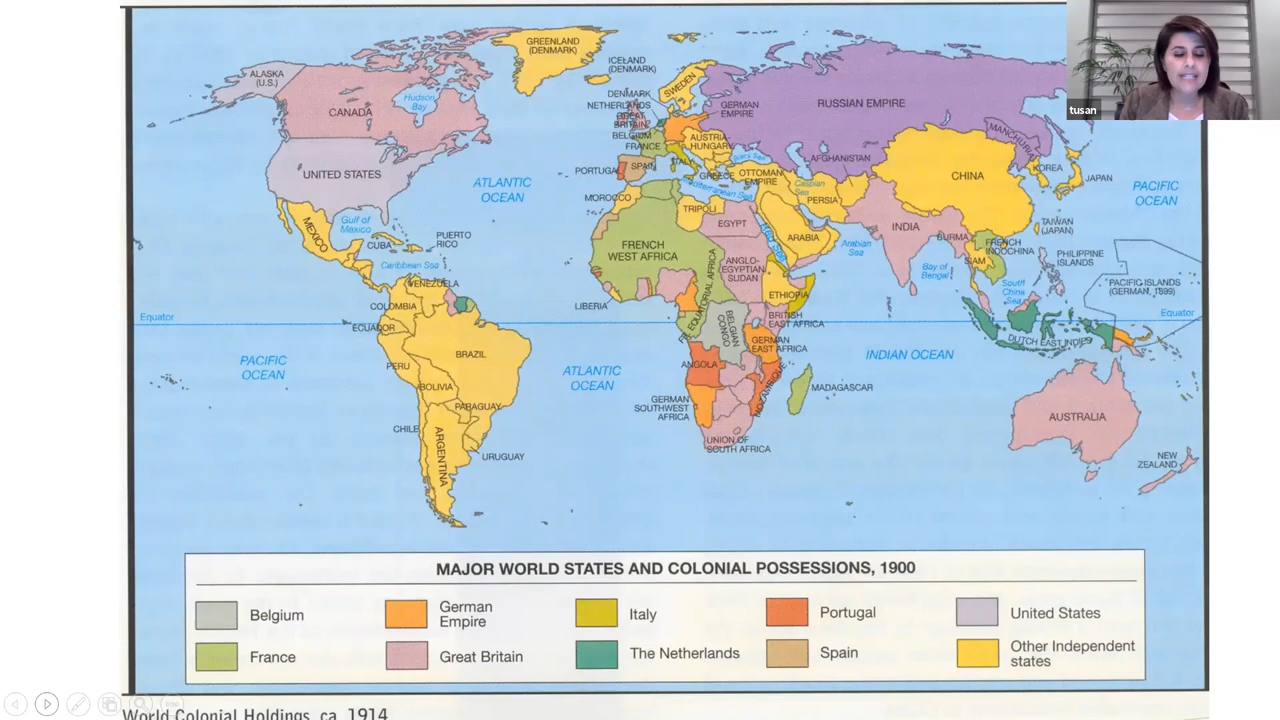 tusan
GREENLAND
(DENMARK)
ICELAND
(DENMARK)
ALASKA
(U.S.)
CANADA
Hudson
Bay
UNITED STATES
ATLANTIC
OCEAN
Gulf of
Mexico
MEXICO
CUBA
PUERTO
RICO
Caribbean Sea
VENEZUELA
COLOMBIA
Equator
ECUADOR
PACIFIC
OCEAN
PERU
BRAZIL
BOLIVIA
PARAGUAY
CHILE
ARGENTINA
URUGUAY
ATLANTIC
OCEAN
SWEDEN
DENMARK
NETHERLANDS
GREAT
BRITAIN
BELGIUM
FRANCE
GERMAN
EMPIRE
AUSTRIA-
HUNGARY
PORTUGAL
SPAIN
ITALY
GREECE
Black Sea
OTTOMAN
EMPIRE
Mediterranean Sea
RUSSIAN EMPIRE
MANCHURIA
AFGHANISTAN
Caspian
Sea
PERSIA
CHINA
KOREA
JAPAN
PACIFIC
OCEAN
MOROCCO
TRIPOLI
EGYPT
Red Sea
ARABIA
Arabian
Sea
INDIA
BURMA
Bay of
Bengal
SIAM
FRENCH
INDOCHINA
TAIWAN
(JAPAN)
PHILIPPINE
ISLANDS
South
China
Sea
PACIFIC ISLANDS
(GERMAN, 1899)
Equator
FRENCH
WEST AFRICA
FR. EQUATORIAL AFRICA
ANGLO-
EGYPTIAN
SUDAN
ETHIOPIA
LIBERIA
BELGIAN
CONGO
BRITISH
EAST AFRICA
GERMAN
EAST AFRICA
ANGOLA
MOZAMBIQUE
MADAGASCAR
GERMAN
SOUTHWEST
AFRICA
UNION OF
SOUTH AFRICA
INDIAN OCEAN
DUTCH EAST INDIES
AUSTRALIA
NEW
ZEALAND
MAJOR WORLD STATES AND COLONIAL POSSESSIONS, 1900
Belgium
German
Empire
Italy
Portugal
United States
France
Great Britain
The Netherlands
Spain
Other Independent
states
World Colonial Holdings, ca. 1914